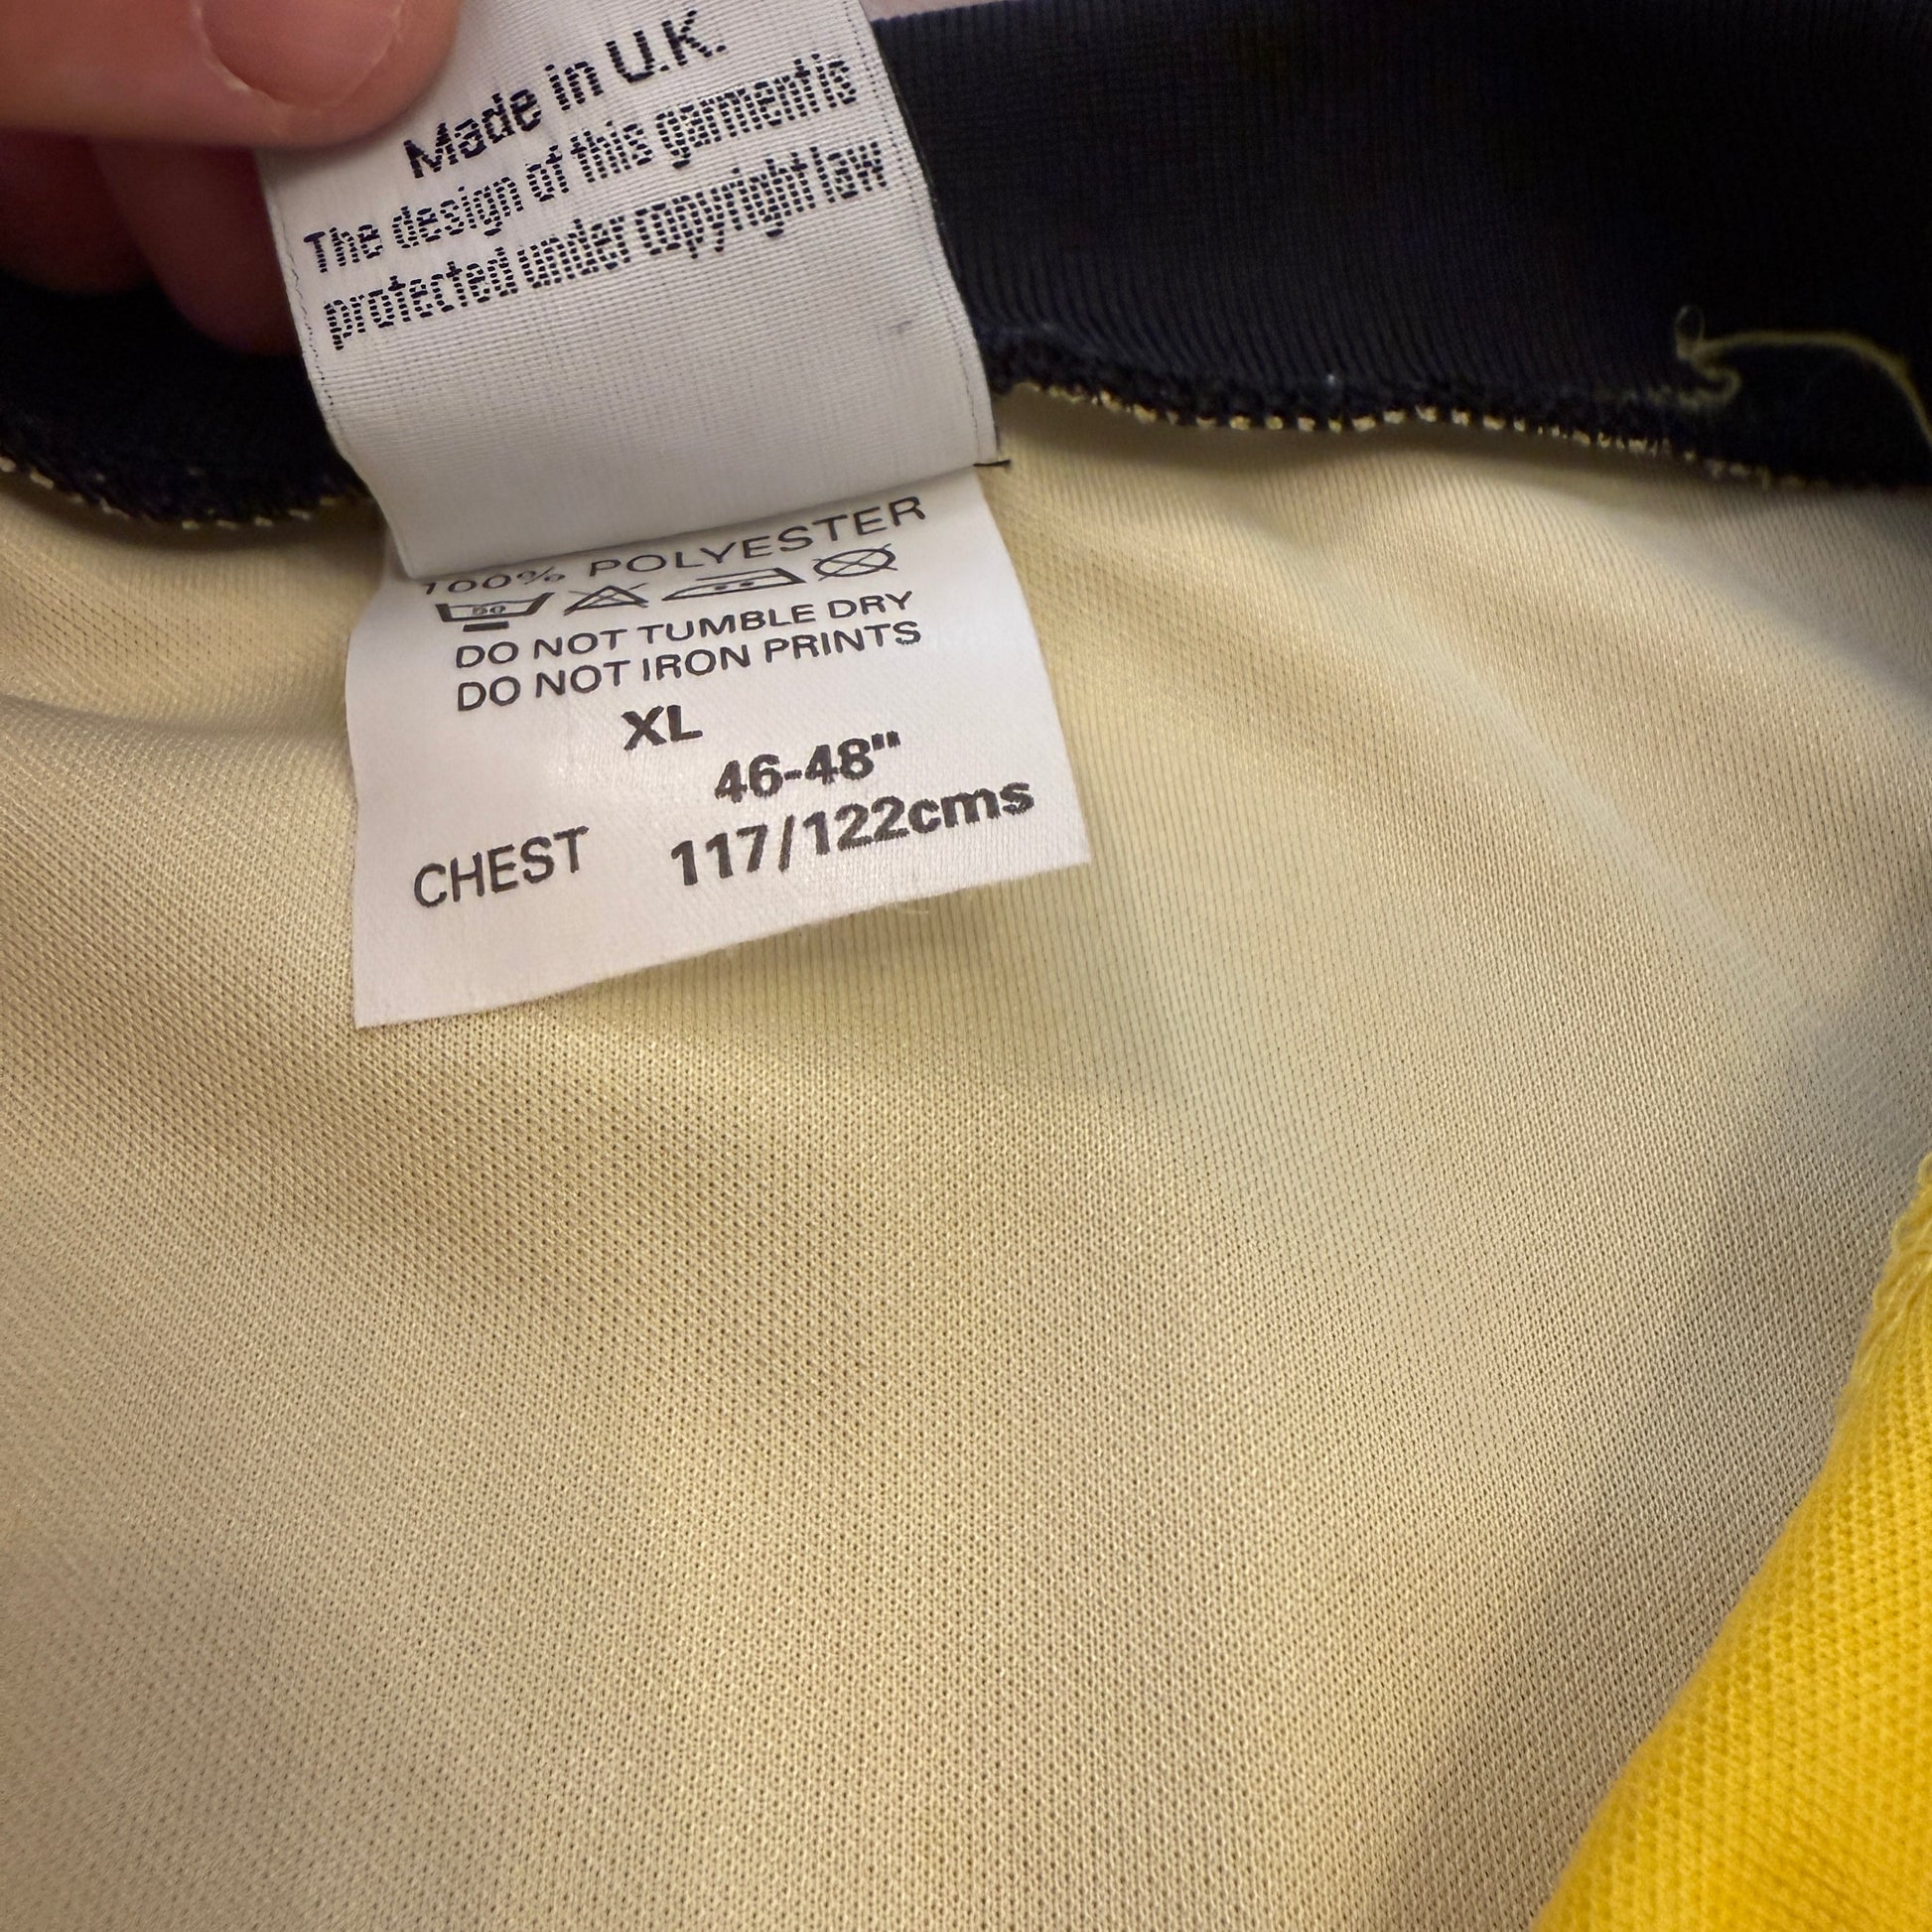 Made in U.K.
The design of this garment is
protected under copyright law
100% POLYESTER
50
DO NOT TUMBLE DRY
DO NOT IRON PRINTS
XL
46-48"
CHEST 117/122cms